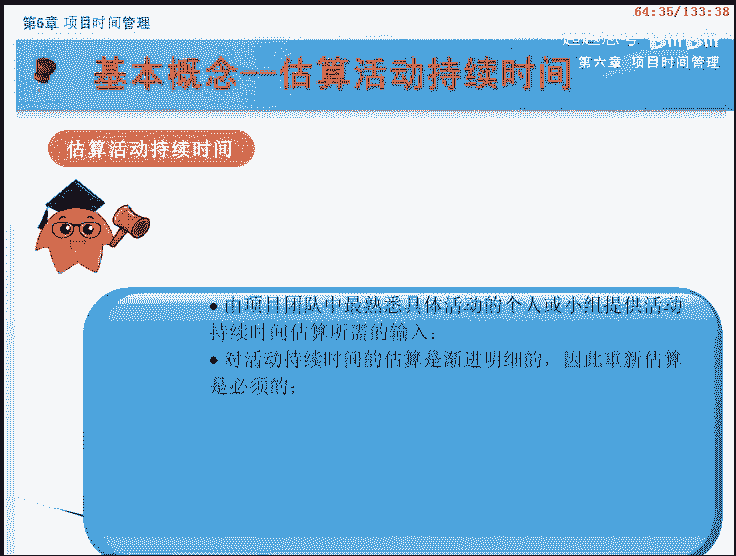 64:35/133:38
第6章 项目时间管理
基本概念--估算活动持续时间
第六章 项目时间管理
估算活动持续时间
● 由项目团队中最熟悉具体活动的个人或小组提供活动
持续时间估算所需的输入；
● 对活动持续时间的估算是渐进明细的，因此重新估算
是必须的；